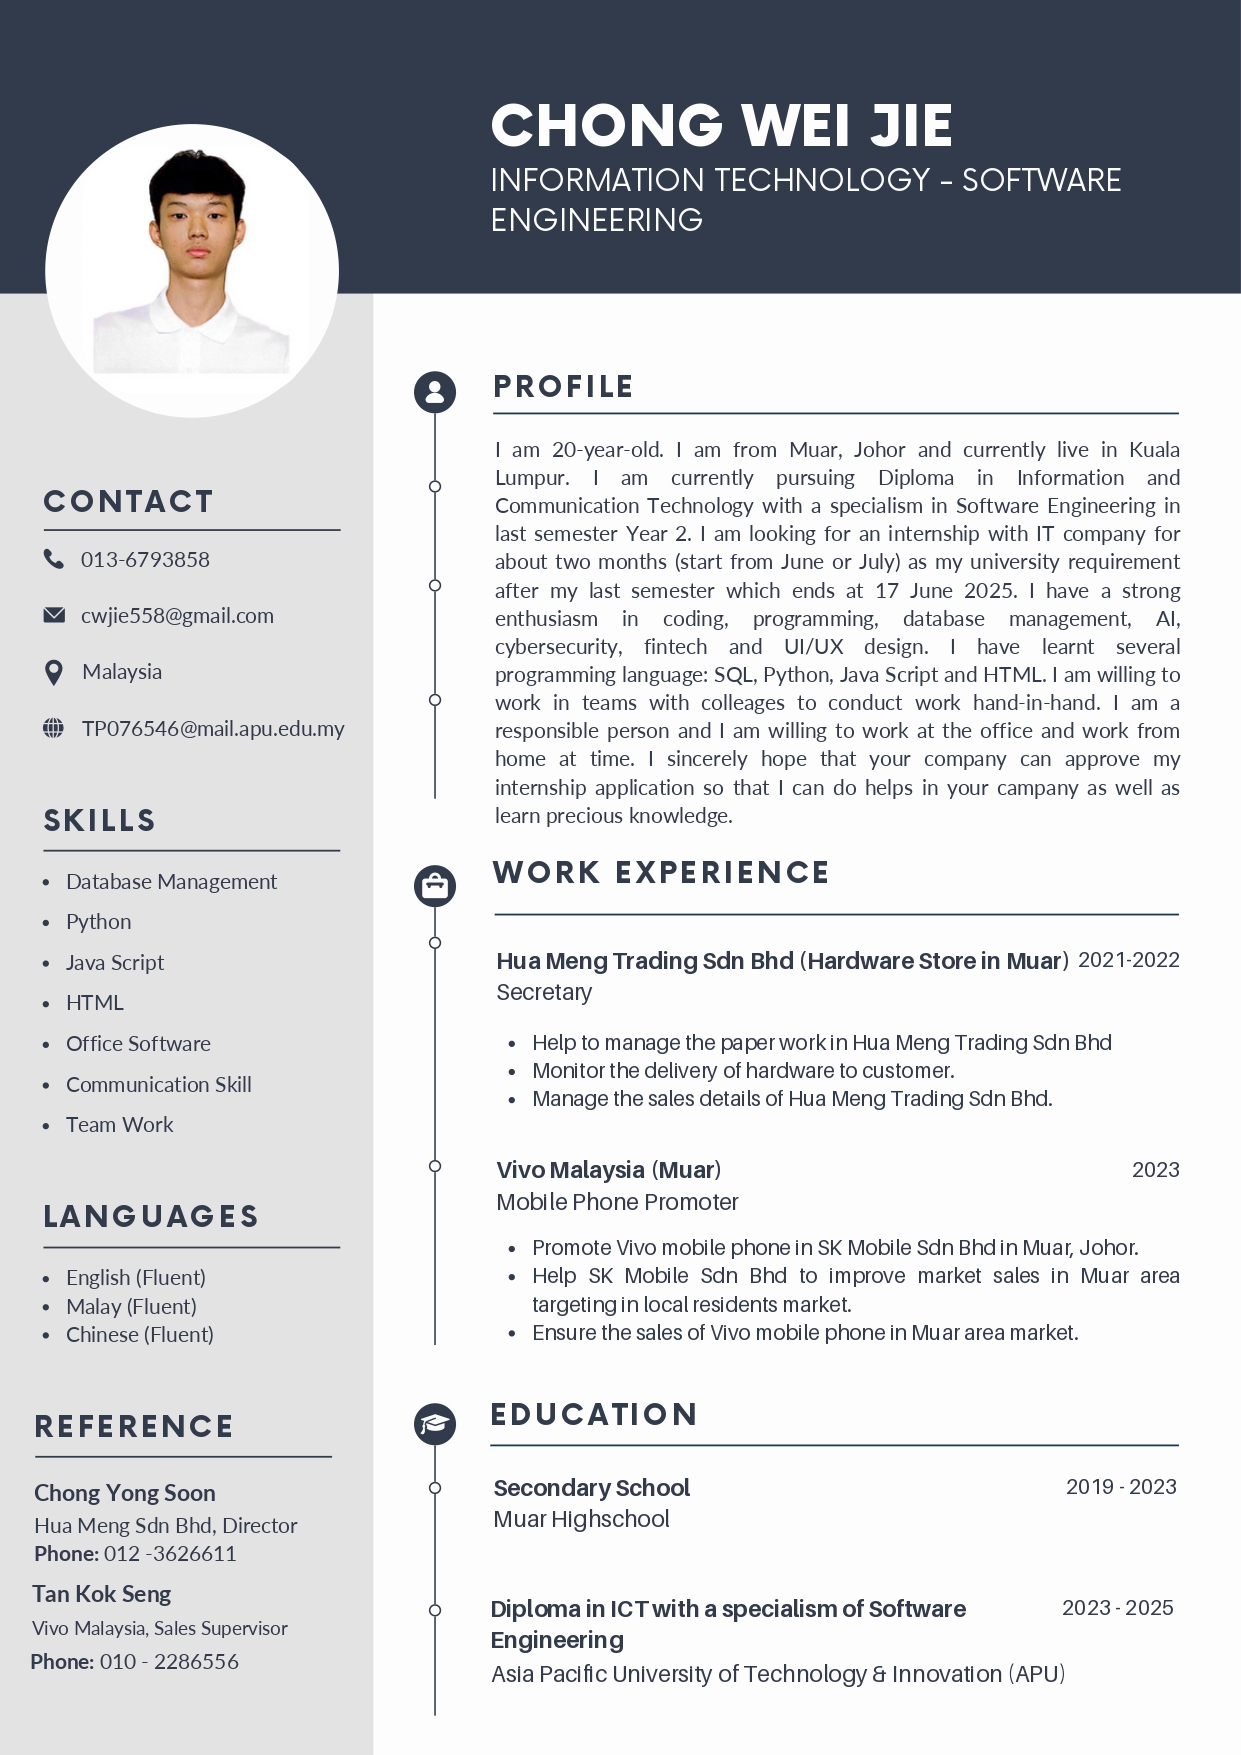 CHONG WEI JIE
INFORMATION TECHNOLOGY - SOFTWARE
ENGINEERING
CONTACT
013-6793858
cwjie558@gmail.com
Malaysia
TP076546@mail.apu.edu.my
SKILLS
• Database Management
• Python
• Java Script
• HTML
• Office Software
• Communication Skill
• Team Work
LANGUAGES
• English (Fluent)
• Malay (Fluent)
• Chinese (Fluent)
REFERENCE
Chong Yong Soon
Hua Meng Sdn Bhd, Director
Phone: 012 -3626611
Tan Kok Seng
Vivo Malaysia, Sales Supervisor
Phone: 010 - 2286556
PROFILE
I am 20-year-old. I am from Muar, Johor and currently live in Kuala
Lumpur. I am currently pursuing Diploma in Information and
Communication Technology with a specialism in Software Engineering in
last semester Year 2. I am looking for an internship with IT company for
about two months (start from June or July) as my university requirement
after my last semester which ends at 17 June 2025. I have a strong
enthusiasm in coding, programming, database management, AI,
cybersecurity, fintech and UI/UX design. I have learnt several
programming language: SQL, Python, Java Script and HTML. I am willing to
work in teams with colleages to conduct work hand-in-hand. I am a
responsible person and I am willing to work at the office and work from
home at time. I sincerely hope that your company can approve my
internship application so that I can do helps in your campany as well as
learn precious knowledge.
WORK EXPERIENCE
Hua Meng Trading Sdn Bhd (Hardware Store in Muar) 2021-2022
Secretary
• Help to manage the paper work in Hua Meng Trading Sdn Bhd
• Monitor the delivery of hardware to customer.
• Manage the sales details of Hua Meng Trading Sdn Bhd.
Vivo Malaysia (Muar) 2023
Mobile Phone Promoter
• Promote Vivo mobile phone in SK Mobile Sdn Bhd in Muar, Johor.
• Help SK Mobile Sdn Bhd to improve market sales in Muar area
targeting in local residents market.
• Ensure the sales of Vivo mobile phone in Muar area market.
EDUCATION
Secondary School 2019 - 2023
Muar Highschool
Diploma in ICT with a specialism of Software 2023 - 2025
Engineering
Asia Pacific University of Technology & Innovation (APU)